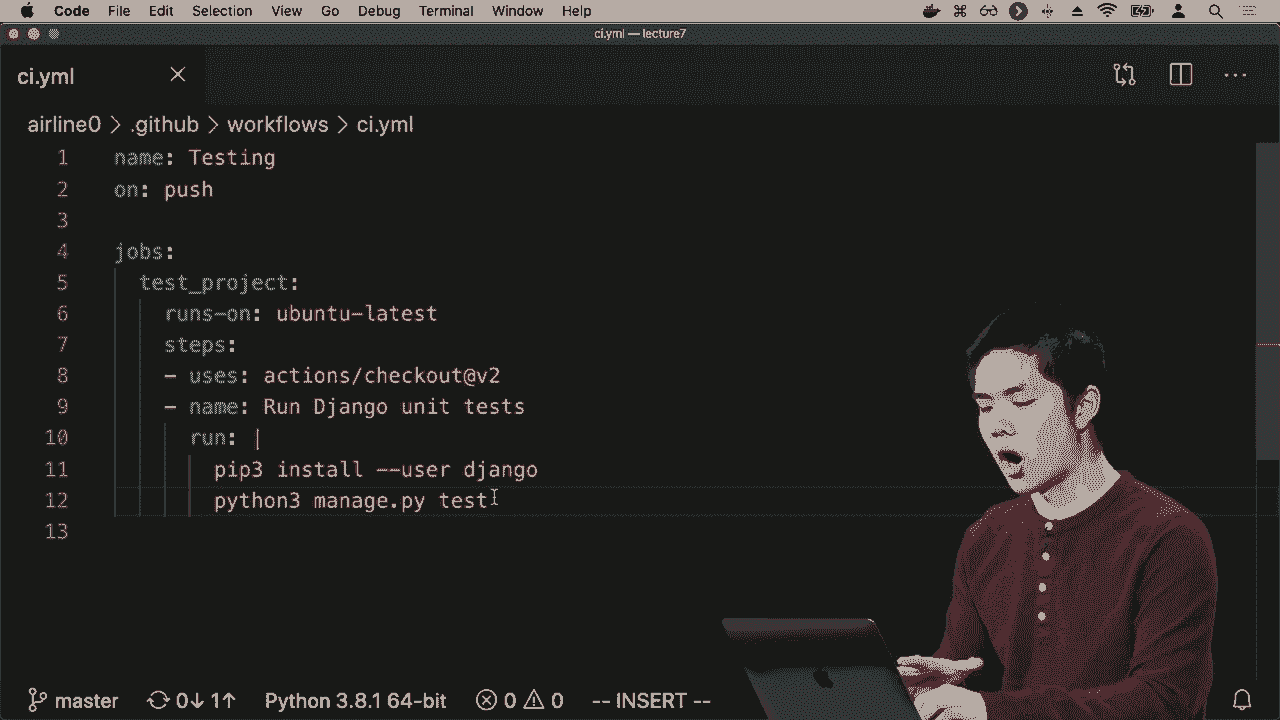 Code File Edit Selection View Go Debug Terminal Window Help
ci.yml — lecture7
ci.yml
airline0 > .github > workflows > ci.yml
1 name: Testing
2 on: push
3
4 jobs:
5 test_project:
6 runs-on: ubuntu-latest
7 steps:
8 - uses: actions/checkout@v2
9 - name: Run Django unit tests
10 run: |
11 pip3 install --user django
12 python3 manage.py test
13
master 0↓ 1↑ Python 3.8.1 64-bit 0 0 -- INSERT --